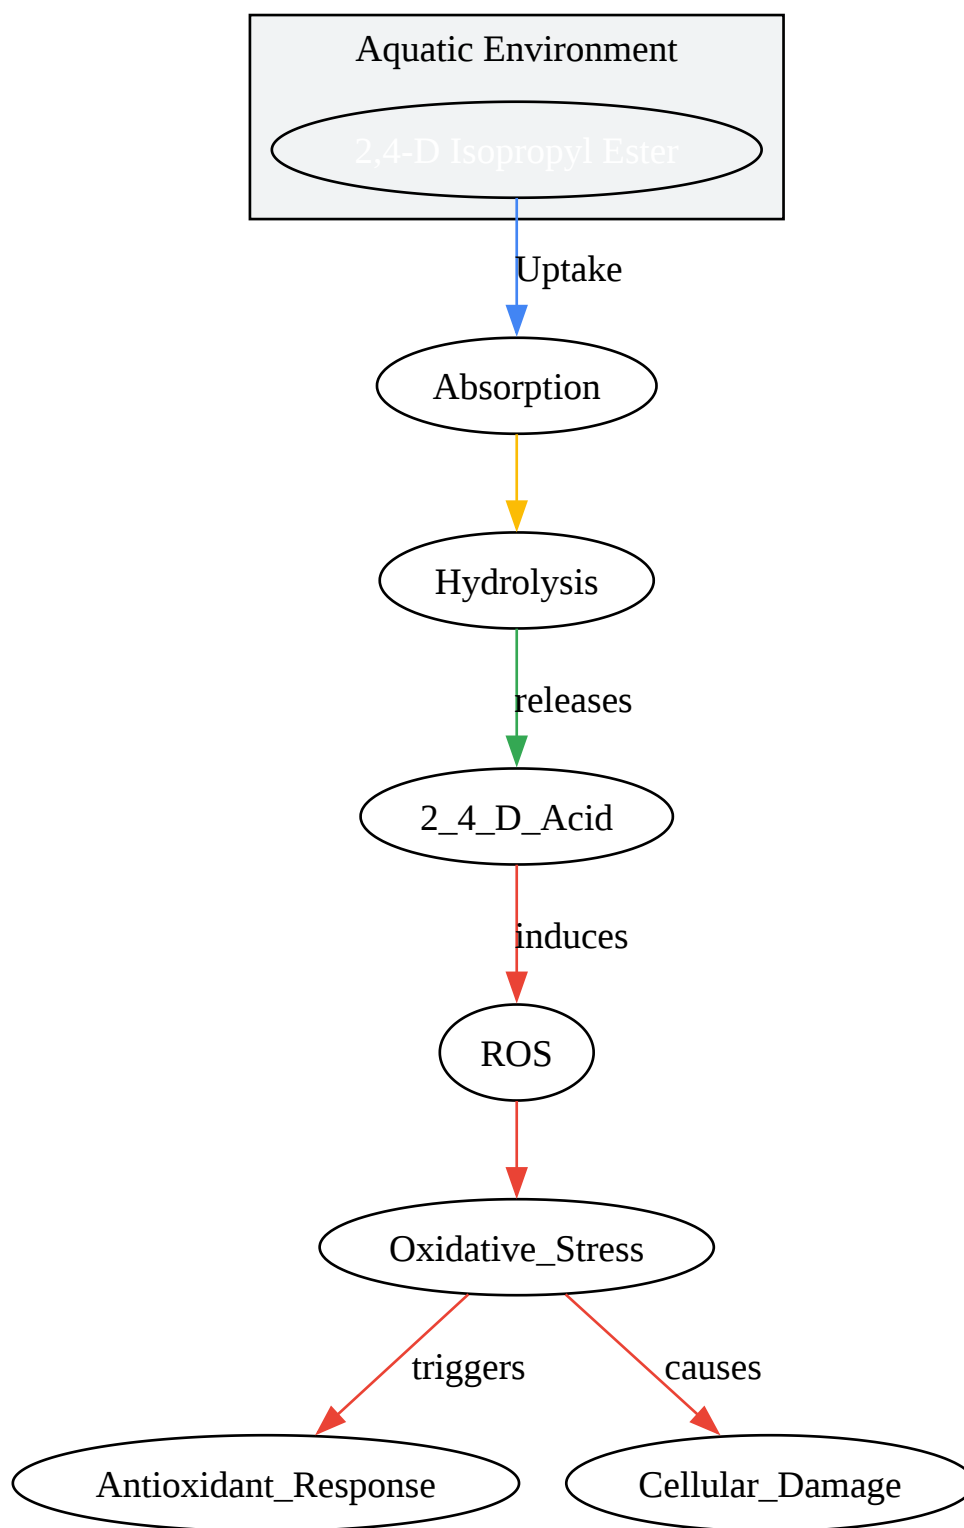 Aquatic Environment
2,4-D Isopropyl Ester
Uptake
Absorption
Hydrolysis
releases
2_4_D_Acid
induces
ROS
Oxidative_Stress
triggers
causes
Antioxidant_Response
Cellular_Damage